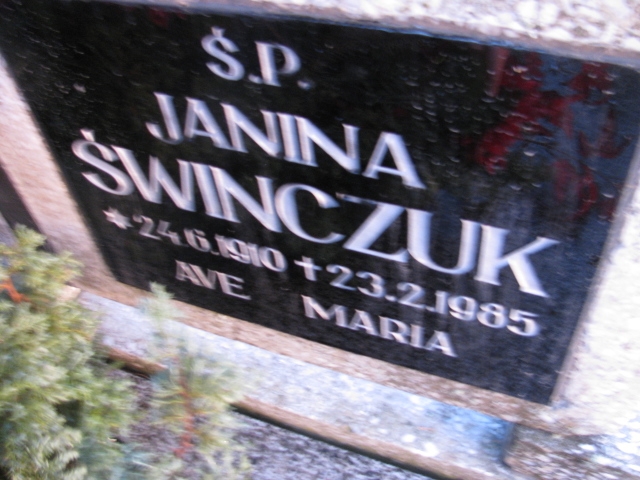 Ś.P.
JANINA
ŚWINCZUK
* 24.6.1910 + 23.2.1985
AVE MARIA